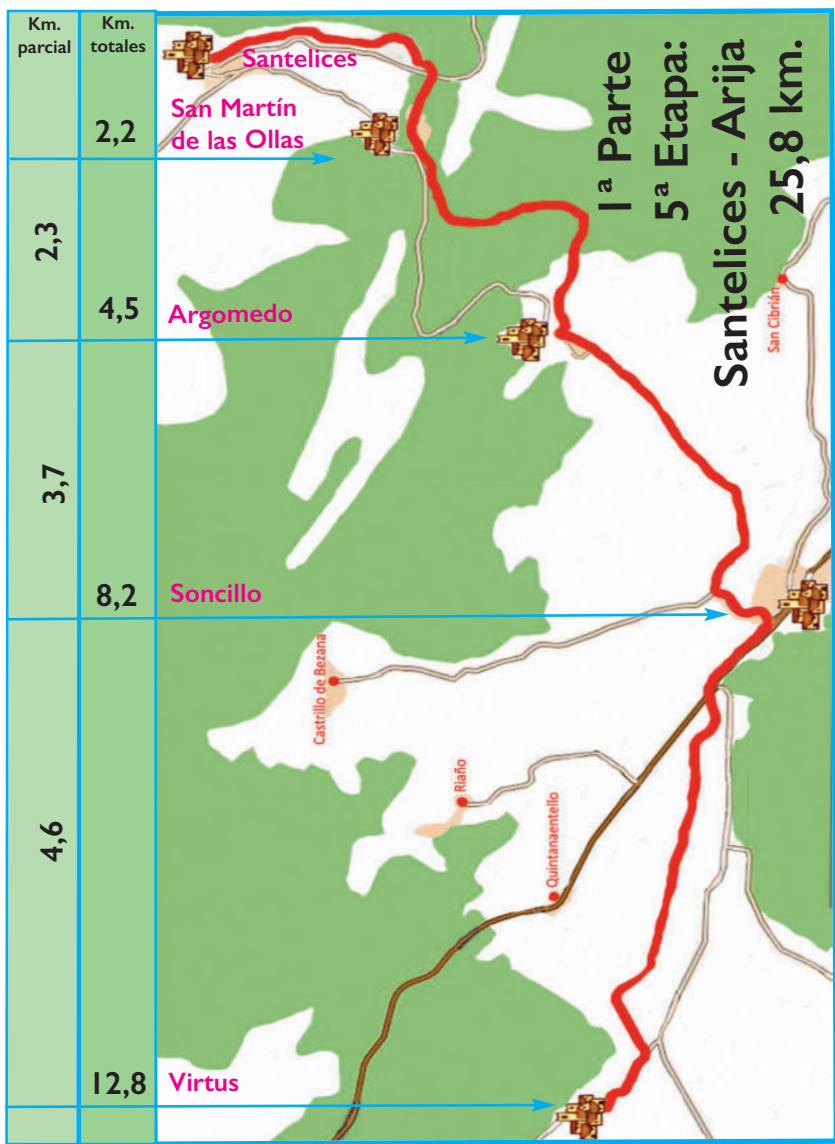 Km.
parcial
Km.
totales
Santelices
San Martín
de las Ollas
2,2
2,3
4,5
Argomedo
3,7
8,2
Soncillo
4,6
12,8
Virtus
1ª Parte
5ª Etapa:
Santelices - Arija
25,8 km.
San Cibrián
Castrillo de Bezana
Riaño
Quintanaentello